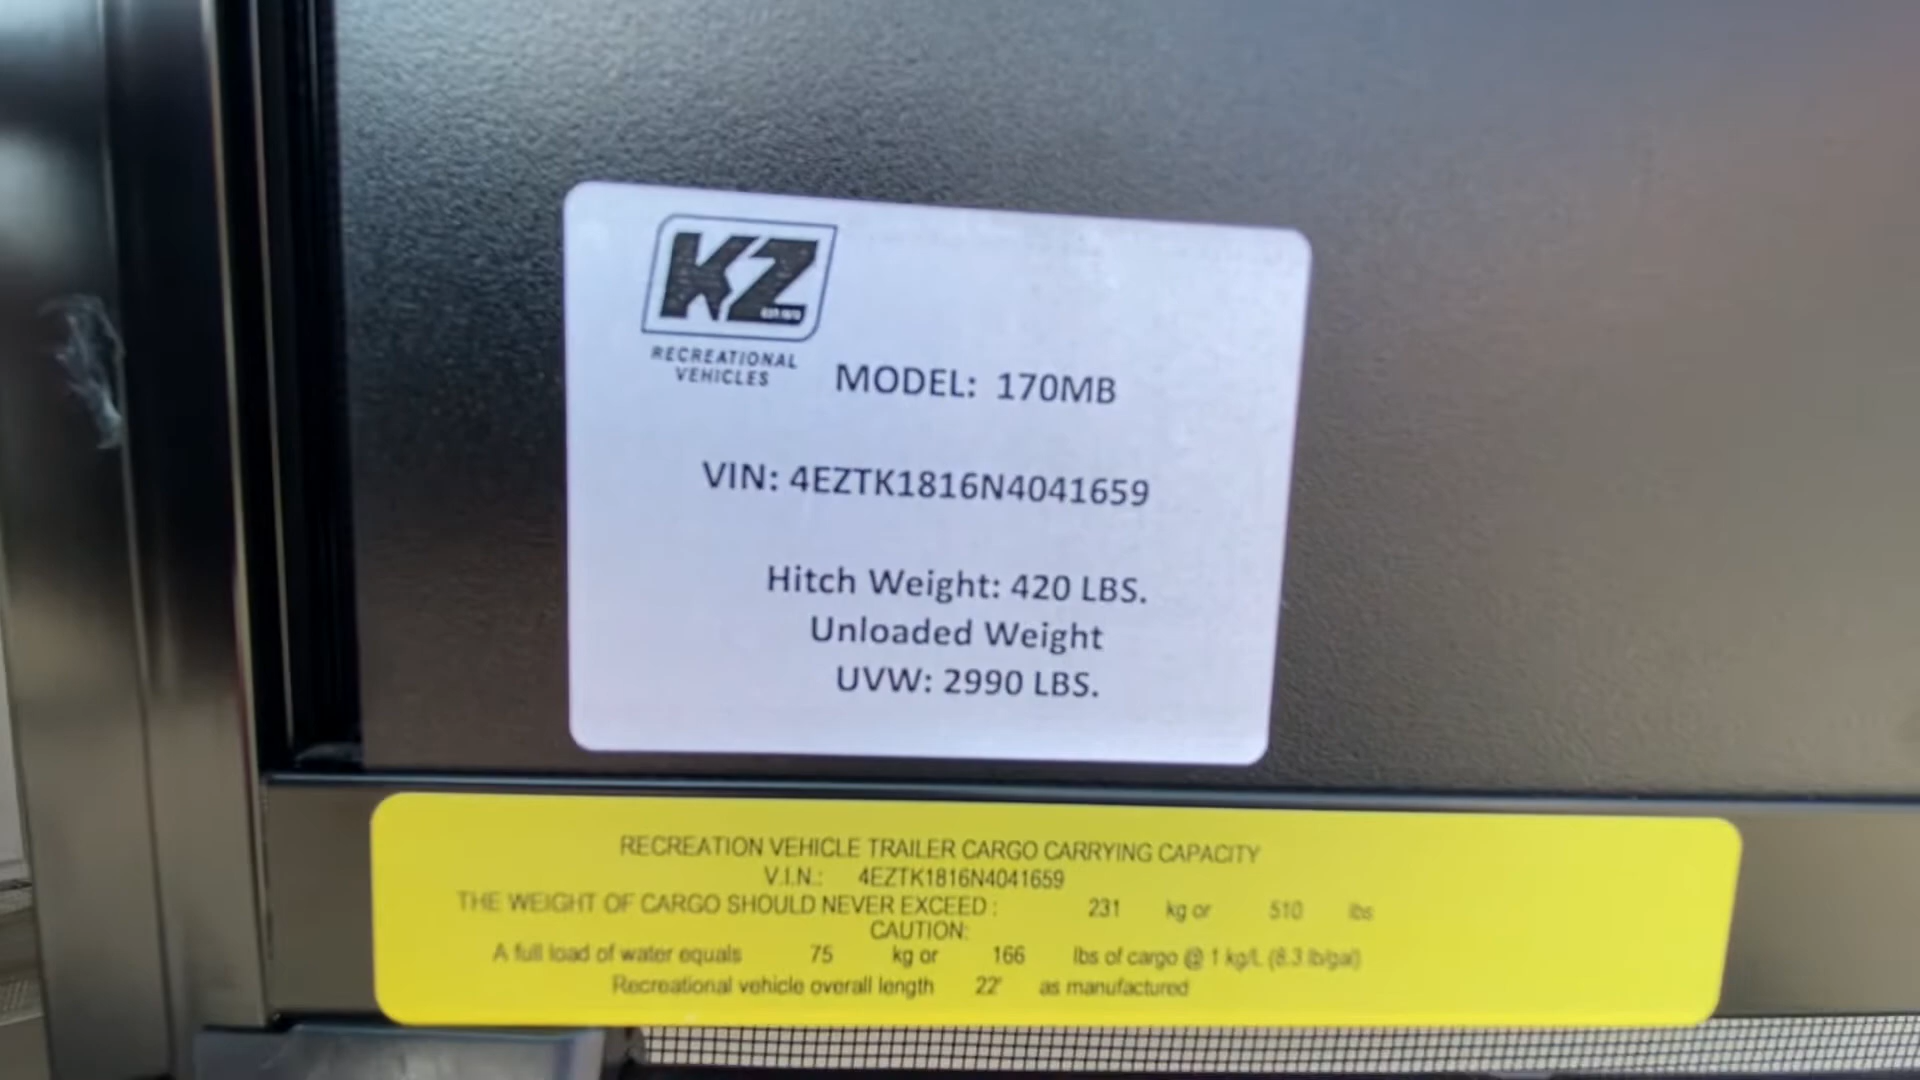 KZ
RECREATIONAL
VEHICLES
MODEL: 170MB
VIN: 4EZTK1816N4041659
Hitch Weight: 420 LBS.
Unloaded Weight
UVW: 2990 LBS.
RECREATION VEHICLE TRAILER CARGO CARRYING CAPACITY
V.I.N.: 4EZTK1816N4041659
THE WEIGHT OF CARGO SHOULD NEVER EXCEED : 231 kg or 510 lbs
CAUTION:
A full load of water equals 75 kg or 166 lbs of cargo @ 1 kg/L (8.3 lb/gal)
Recreational vehicle overall length 22' as manufactured